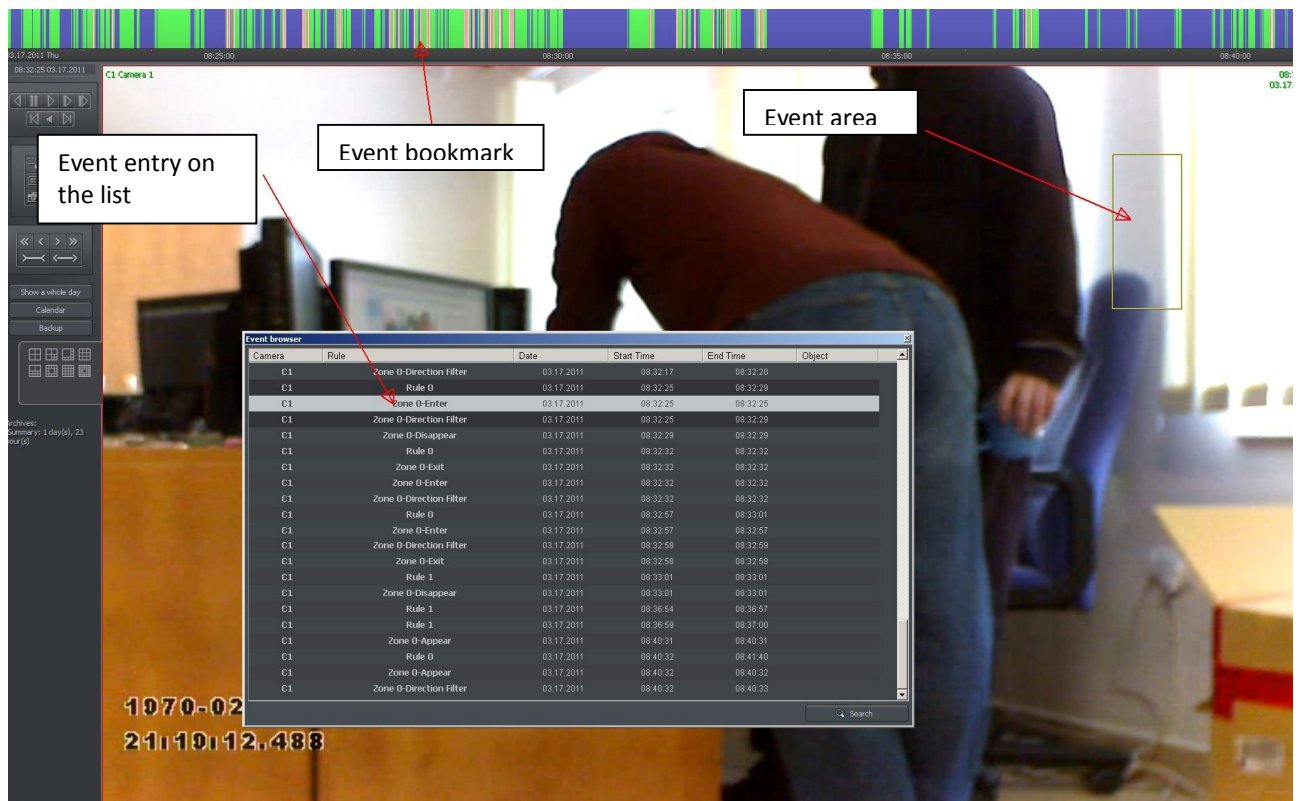 03.17.2011 Thu 08:25:00 08:30:00 08:35:00 08:40:00
08:32:25 03.17.2011
C1 Camera 1
08:
03.17
Event area
Event bookmark
Event entry on
the list
Show a whole day
Calendar
Backup
Archives:
Summary: 1 day(s), 23
hour(s)
Event browser
Camera Rule Date Start Time End Time Object
C1 Zone 0-Direction Filter 03.17.2011 08:32:17 08:32:20
C1 Rule 0 03.17.2011 08:32:25 08:32:29
C1 Zone 0-Enter 03.17.2011 08:32:25 08:32:25
C1 Zone 0-Direction Filter 03.17.2011 08:32:25 08:32:29
C1 Zone 0-Disappear 03.17.2011 08:32:29 08:32:29
C1 Rule 0 03.17.2011 08:32:32 08:32:32
C1 Zone 0-Exit 03.17.2011 08:32:32 08:32:32
C1 Zone 0-Enter 03.17.2011 08:32:32 08:32:32
C1 Zone 0-Direction Filter 03.17.2011 08:32:32 08:32:32
C1 Rule 0 03.17.2011 08:32:57 08:33:01
C1 Zone 0-Enter 03.17.2011 08:32:57 08:32:57
C1 Zone 0-Direction Filter 03.17.2011 08:32:58 08:32:59
C1 Zone 0-Exit 03.17.2011 08:32:58 08:32:58
C1 Rule 1 03.17.2011 08:33:01 08:33:01
C1 Zone 0-Disappear 03.17.2011 08:33:01 08:33:01
C1 Rule 1 03.17.2011 08:36:54 08:36:57
C1 Rule 1 03.17.2011 08:36:59 08:37:00
C1 Zone 0-Appear 03.17.2011 08:40:31 08:40:31
C1 Rule 0 03.17.2011 08:40:32 08:41:40
C1 Zone 0-Appear 03.17.2011 08:40:32 08:40:32
C1 Zone 0-Direction Filter 03.17.2011 08:40:32 08:40:33
Search
1970-02
21:10:12.488